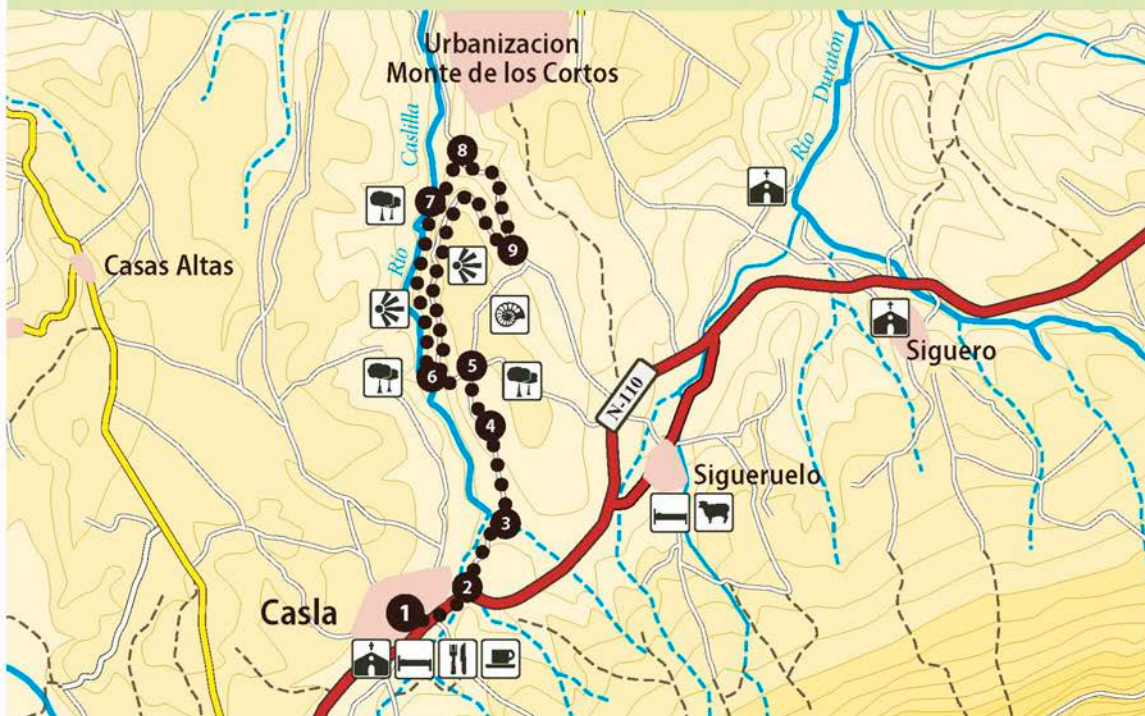 Urbanizacion
Monte de los Cortos
Río Caslilla
Río Duratón
8
7
9
Casas Altas
5
6
Siguero
N-110
4
Sigueruelo
3
2
Casla
1